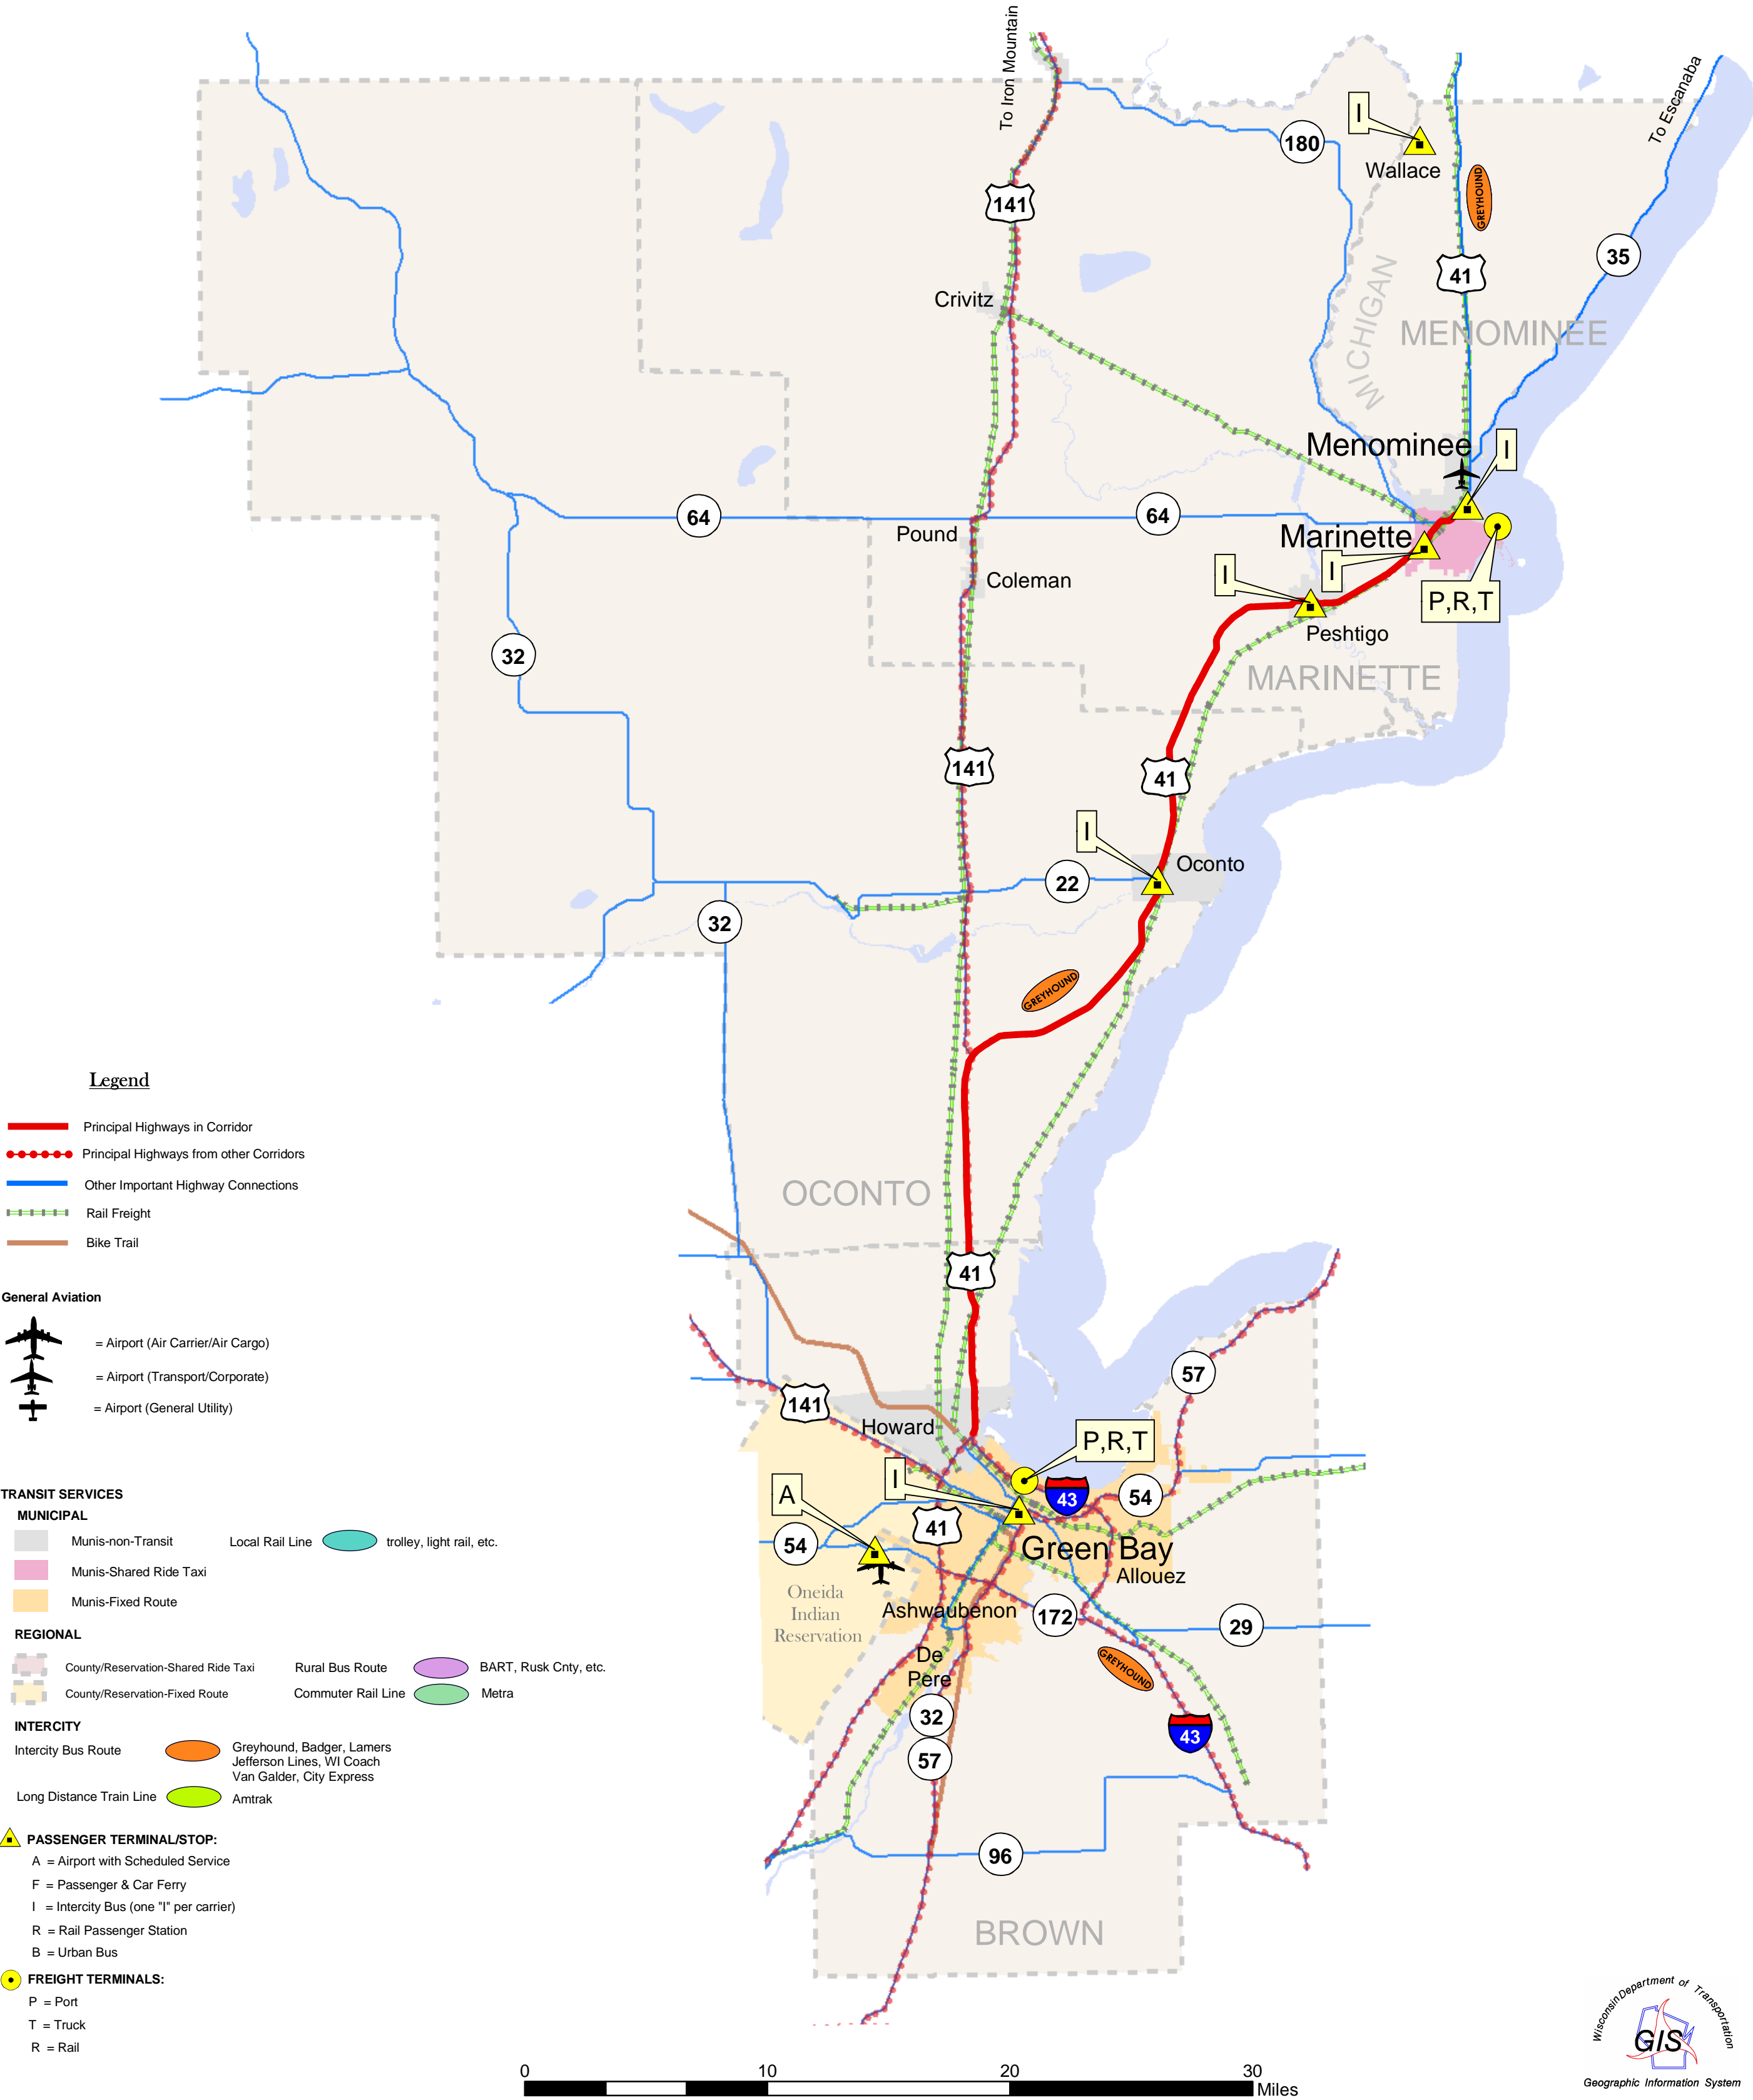 To Iron Mountain
To Escanaba
I
180
Wallace
141
GREYHOUND
35
41
MICHIGAN
Crivitz
MENOMINEE
Menominee
I
64
64
Pound
Marinette
I
I
Coleman
P,R,T
Peshtigo
32
MARINETTE
141
41
I
Oconto
22
32
GREYHOUND
Legend
Principal Highways in Corridor
Principal Highways from other Corridors
Other Important Highway Connections
Rail Freight
Bike Trail
OCONTO
41
General Aviation
= Airport (Air Carrier/Air Cargo)
= Airport (Transport/Corporate)
= Airport (General Utility)
57
141
Howard
P,R,T
I
A
43
54
41
54
Green Bay
Allouez
Oneida
Indian
Reservation
Ashwaubenon
172
29
De
Pere
GREYHOUND
32
43
57
96
BROWN
TRANSIT SERVICES
MUNICIPAL
Munis-non-Transit
Local Rail Line
trolley, light rail, etc.
Munis-Shared Ride Taxi
Munis-Fixed Route
REGIONAL
County/Reservation-Shared Ride Taxi
Rural Bus Route
BART, Rusk Cnty, etc.
County/Reservation-Fixed Route
Commuter Rail Line
Metra
INTERCITY
Intercity Bus Route
Greyhound, Badger, Lamers
Jefferson Lines, WI Coach
Van Galder, City Express
Long Distance Train Line
Amtrak
PASSENGER TERMINAL/STOP:
A = Airport with Scheduled Service
F = Passenger & Car Ferry
I = Intercity Bus (one "I" per carrier)
R = Rail Passenger Station
B = Urban Bus
FREIGHT TERMINALS:
P = Port
T = Truck
R = Rail
0 10 20 30
Miles
Wisconsin Department of Transportation
GIS
Geographic Information System